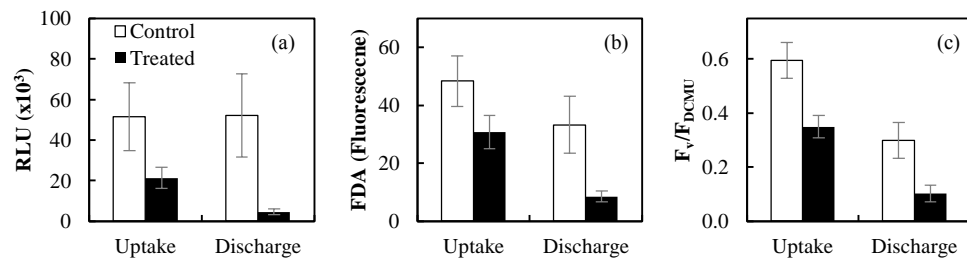 RLU (x10³)
100
80
60
40
20
0
Control
Treated
(a)
Uptake Discharge
FDA (Fluorescecne)
60
40
20
0
(b)
Uptake Discharge
Fᵥ/F_DCMU
0.6
0.4
0.2
0.0
(c)
Uptake Discharge